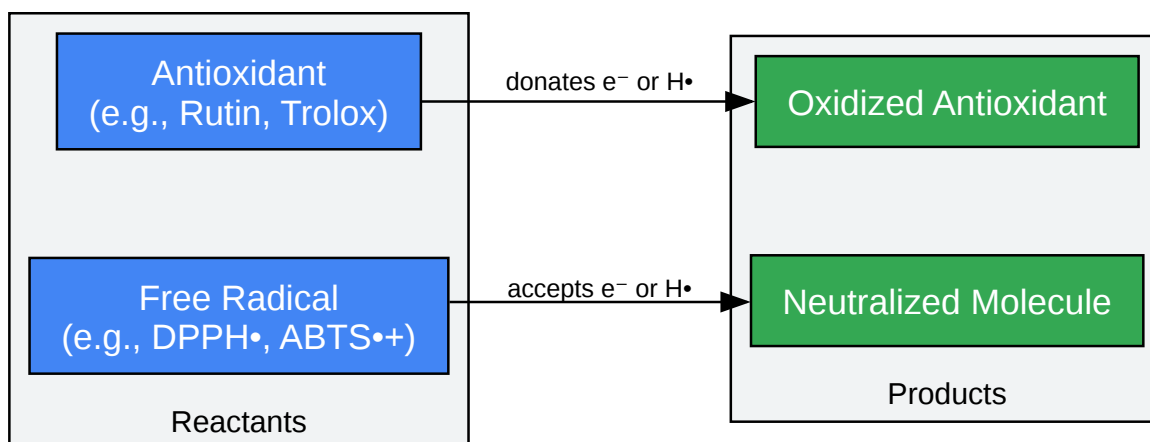 Antioxidant
(e.g., Rutin, Trolox)
donates e⁻ or H•
Oxidized Antioxidant
Free Radical
(e.g., DPPH•, ABTS•+)
accepts e⁻ or H•
Neutralized Molecule
Reactants
Products